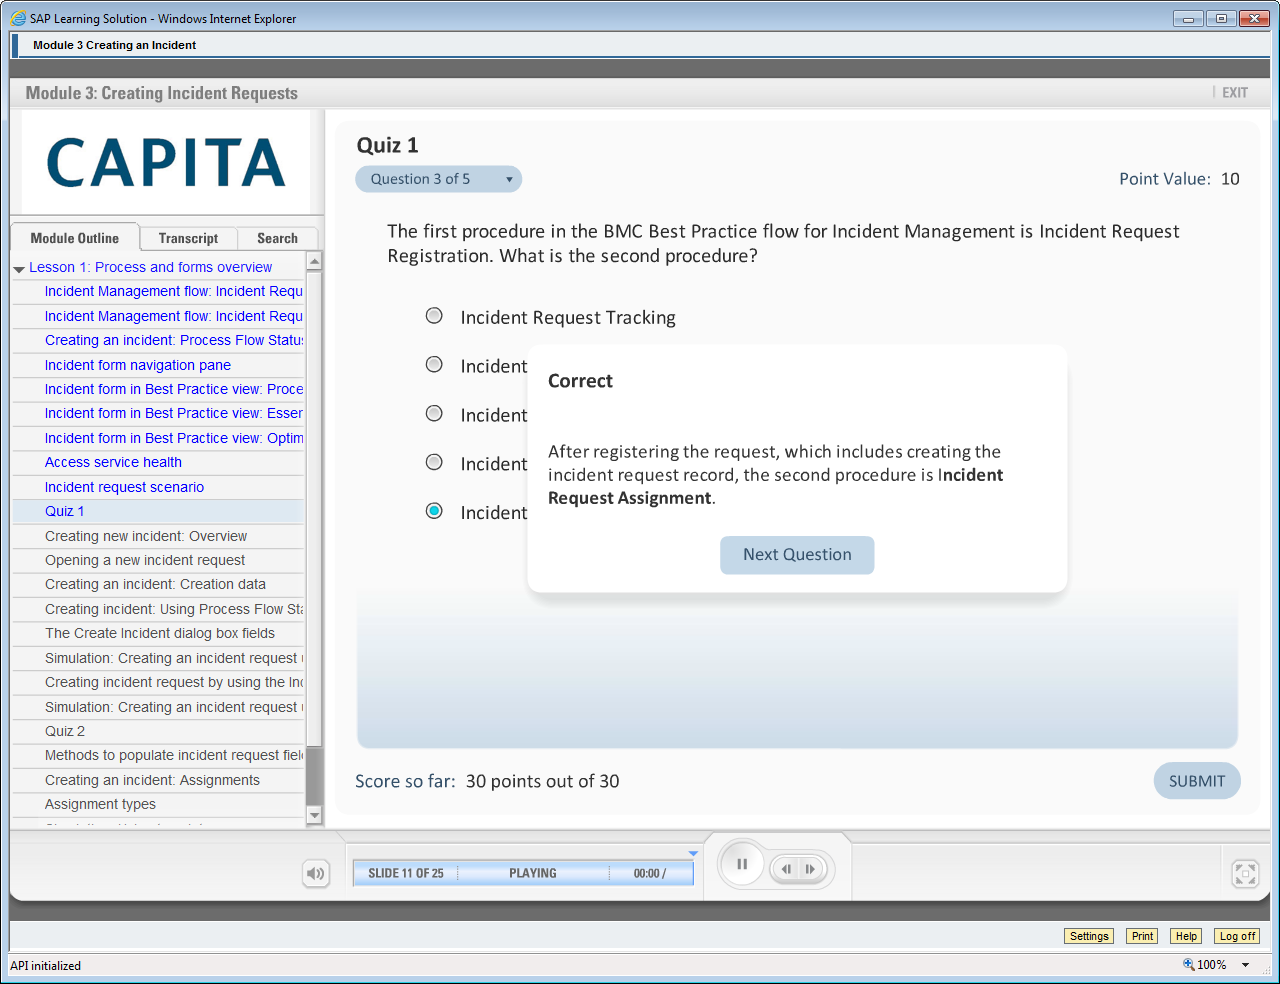 SAP Learning Solution - Windows Internet Explorer
Module 3 Creating an Incident
Module 3: Creating Incident Requests
EXIT
CAPITA
Module Outline
Transcript
Search
Lesson 1: Process and forms overview
Incident Management flow: Incident Requ
Incident Management flow: Incident Requ
Creating an incident: Process Flow Status
Incident form navigation pane
Incident form in Best Practice view: Proce
Incident form in Best Practice view: Essen
Incident form in Best Practice view: Optim
Access service health
Incident request scenario
Quiz 1
Creating new incident: Overview
Opening a new incident request
Creating an incident: Creation data
Creating incident: Using Process Flow Sta
The Create Incident dialog box fields
Simulation: Creating an incident request
Creating incident request by using the Inc
Simulation: Creating an incident request
Quiz 2
Methods to populate incident request fiel
Creating an incident: Assignments
Assignment types
Quiz 1
Question 3 of 5
Point Value: 10
The first procedure in the BMC Best Practice flow for Incident Management is Incident Request
Registration. What is the second procedure?
Incident Request Tracking
Incident
Incident
Incident
Incident
Correct
After registering the request, which includes creating the
incident request record, the second procedure is Incident
Request Assignment.
Next Question
Score so far: 30 points out of 30
SUBMIT
SLIDE 11 OF 25
PLAYING
00:00 /
Settings
Print
Help
Log off
API initialized
100%